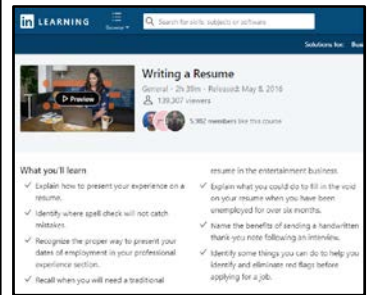 in LEARNING
Browse
Search for skills, subjects or software
Solutions for: Busi
Writing a Resume
General · 2h 39m · Released: May 8, 2016
139,307 viewers
5,982 members like this course
Preview
What you'll learn
✓ Explain how to present your experience on a
resume.
✓ Identify where spell check will not catch
mistakes.
✓ Recognize the proper way to present your
dates of employment in your professional
experience section.
✓ Recall when you will need a traditional
resume in the entertainment business.
✓ Explain what you could do to fill in the void
on your resume when you have been
unemployed for over six months.
✓ Name the benefits of sending a handwritten
thank you note following an interview.
✓ Identify some things you can do to help you
identify and eliminate red flags before
applying for a job.